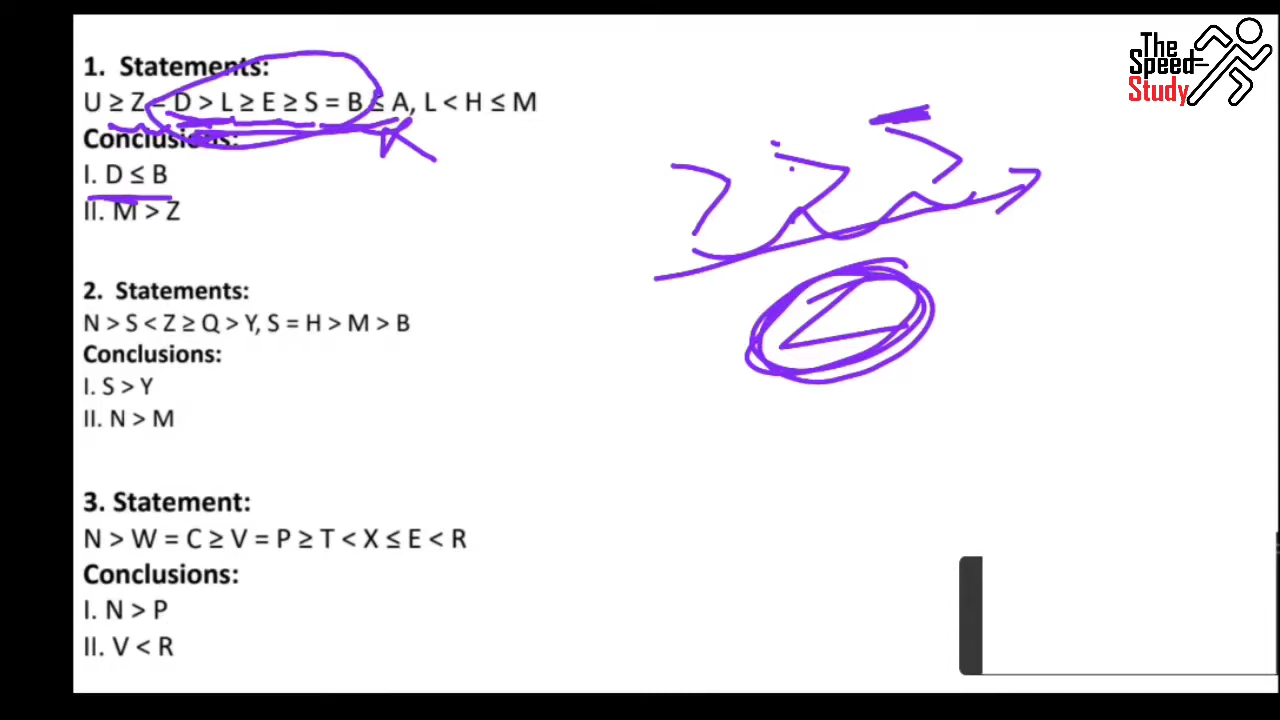 The
Speed
Study
1. Statements:
U ≥ Z = D > L ≥ E ≥ S = B ≤ A, L < H ≤ M
Conclusions:
I. D ≤ B
II. M > Z
2. Statements:
N > S < Z ≥ Q > Y, S = H > M > B
Conclusions:
I. S > Y
II. N > M
3. Statement:
N > W = C ≥ V = P ≥ T < X ≤ E < R
Conclusions:
I. N > P
II. V < R